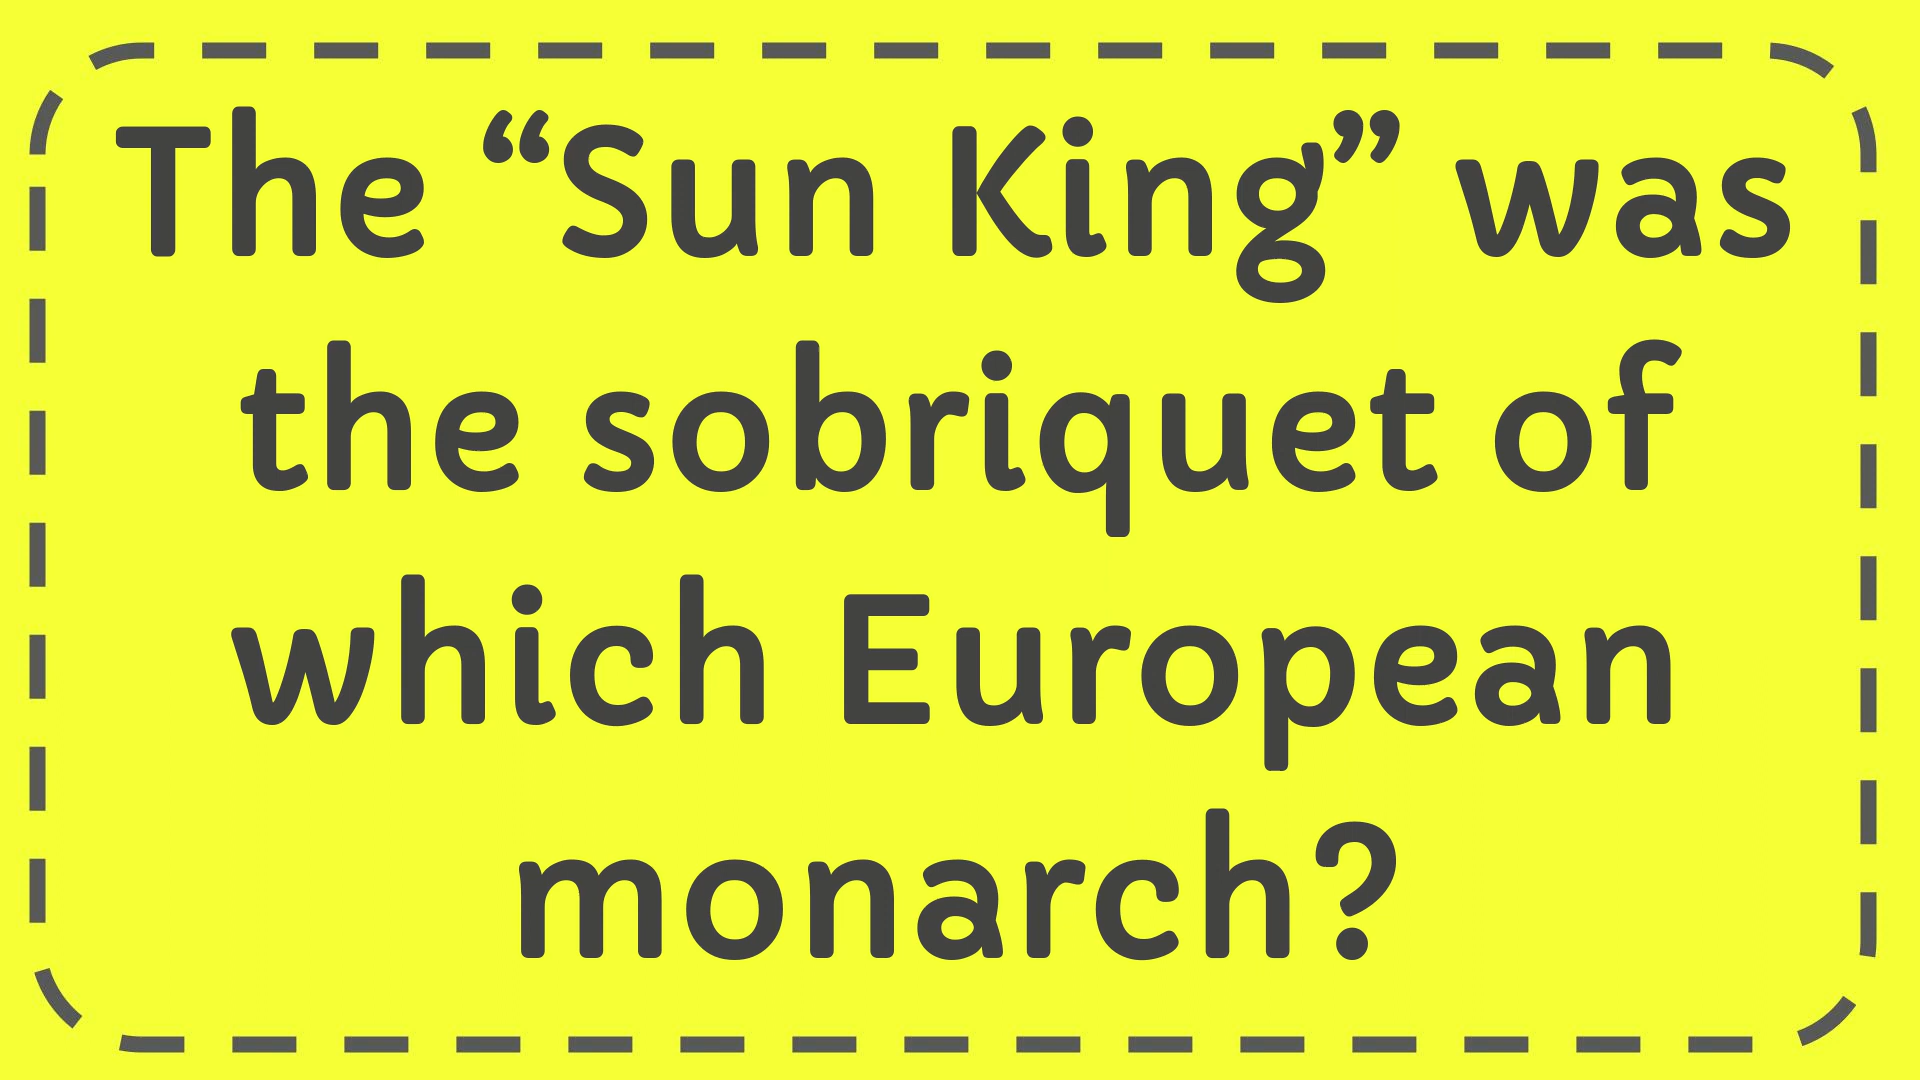 The “Sun King” was
the sobriquet of
which European
monarch?